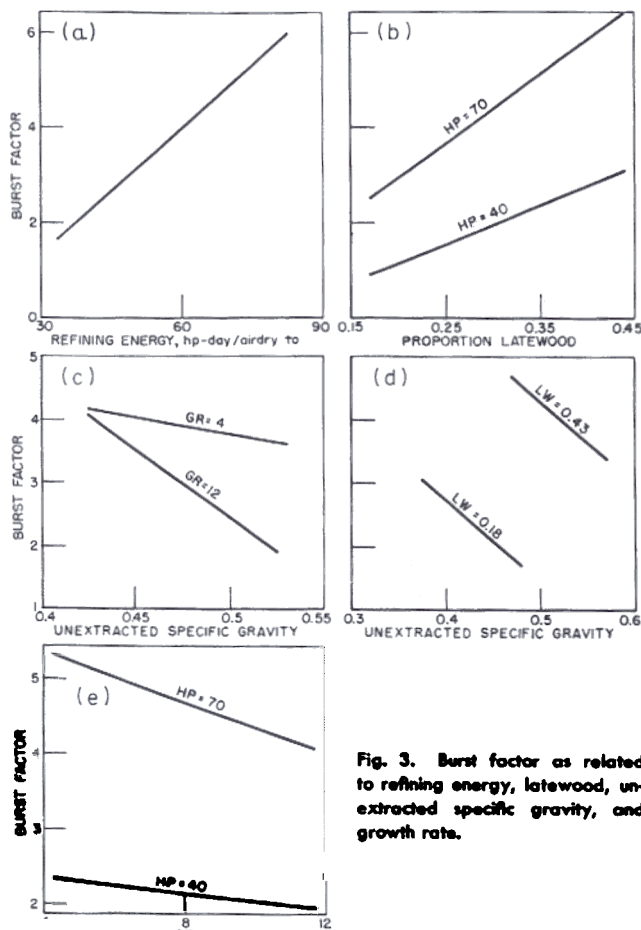 (a)
(b)
6
4
2
0
BURST FACTOR
30
60
90
REFINING ENERGY, hp-day/airdry to
HP=70
HP=40
0.15
0.25
0.35
0.45
PROPORTION LATEWOOD
(c)
(d)
5
4
3
2
1
BURST FACTOR
GR=4
GR=12
0.4
0.45
0.5
0.55
UNEXTRACTED SPECIFIC GRAVITY
LW=0.43
LW=0.18
0.3
0.4
0.5
0.6
UNEXTRACTED SPECIFIC GRAVITY
(e)
5
4
3
2
BURST FACTOR
HP=70
HP=40
8
12
Fig. 3. Burst factor as related
to refining energy, latewood, un-
extracted specific gravity, and
growth rate.